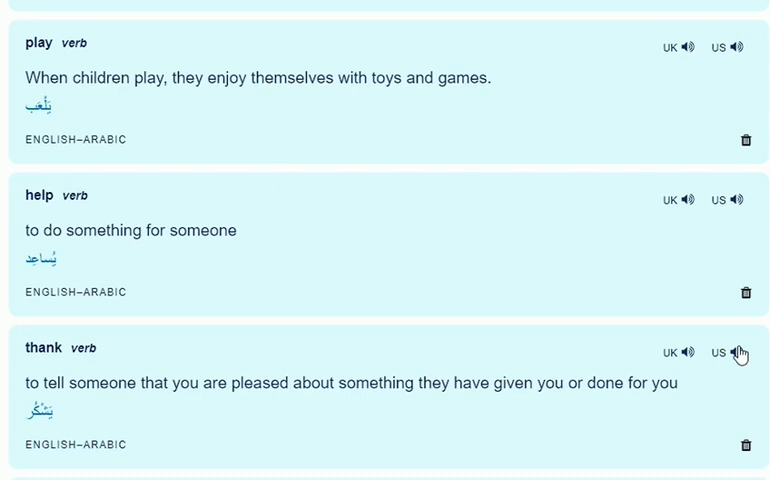 play verb UK US
When children play, they enjoy themselves with toys and games.
يَلْعَب
ENGLISH–ARABIC
help verb UK US
to do something for someone
يُساعِد
ENGLISH–ARABIC
thank verb UK US
to tell someone that you are pleased about something they have given you or done for you
يَشْكُر
ENGLISH–ARABIC